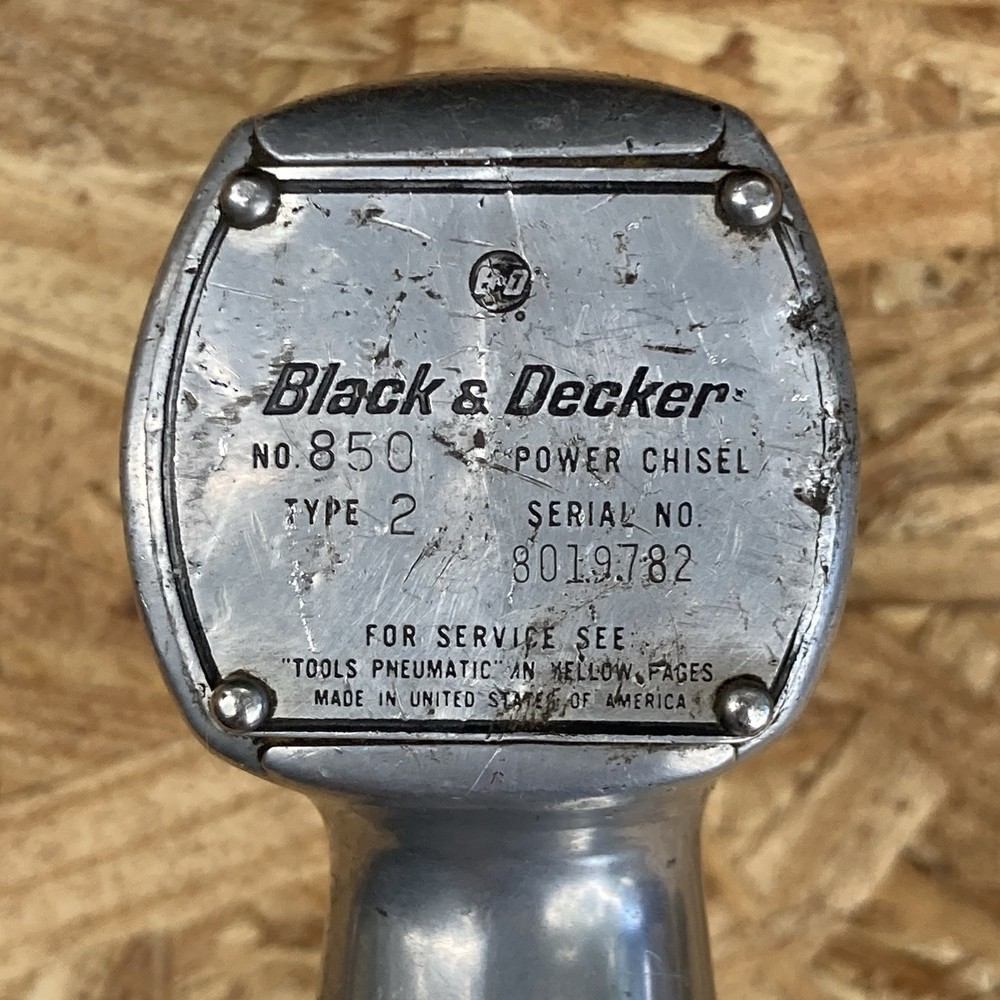 B&D
®
Black & Decker®
NO. 850 POWER CHISEL
TYPE 2 SERIAL NO.
8019782
FOR SERVICE SEE:
"TOOLS PNEUMATIC" IN YELLOW PAGES
MADE IN UNITED STATES OF AMERICA